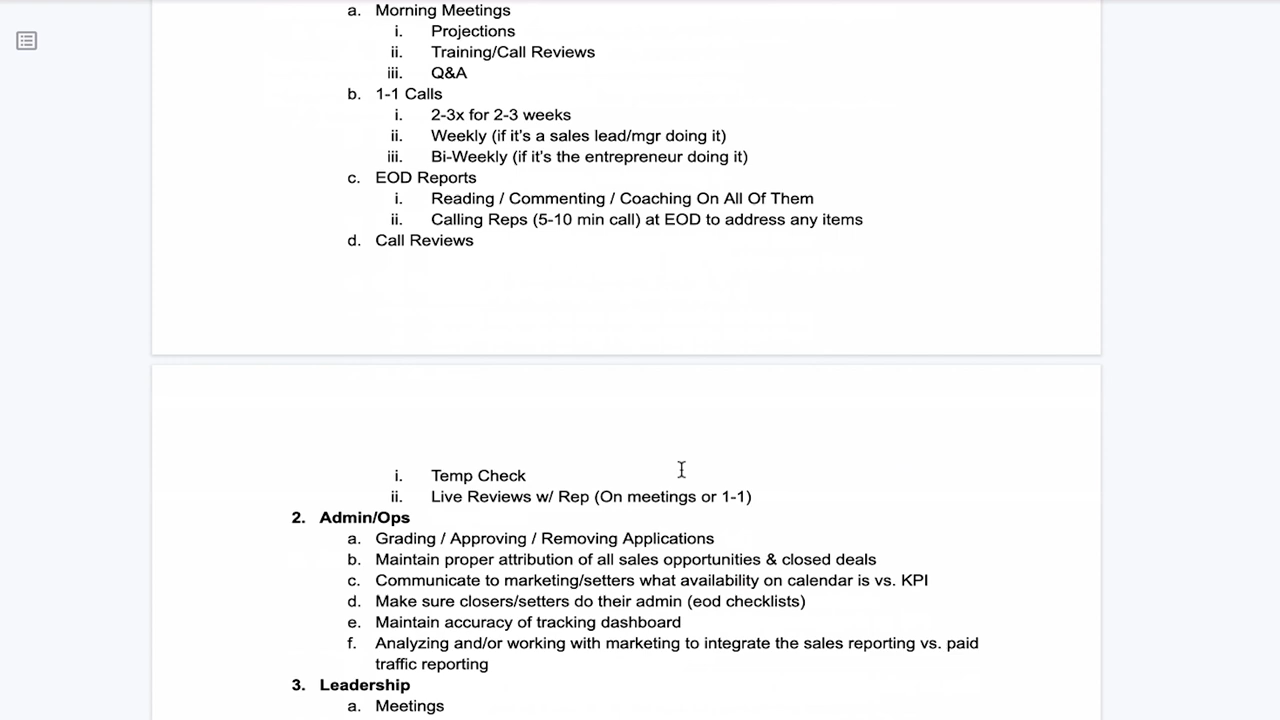 a. Morning Meetings
i. Projections
ii. Training/Call Reviews
iii. Q&A
b. 1-1 Calls
i. 2-3x for 2-3 weeks
ii. Weekly (if it's a sales lead/mgr doing it)
iii. Bi-Weekly (if it's the entrepreneur doing it)
c. EOD Reports
i. Reading / Commenting / Coaching On All Of Them
ii. Calling Reps (5-10 min call) at EOD to address any items
d. Call Reviews
i. Temp Check
ii. Live Reviews w/ Rep (On meetings or 1-1)
2. Admin/Ops
a. Grading / Approving / Removing Applications
b. Maintain proper attribution of all sales opportunities & closed deals
c. Communicate to marketing/setters what availability on calendar is vs. KPI
d. Make sure closers/setters do their admin (eod checklists)
e. Maintain accuracy of tracking dashboard
f. Analyzing and/or working with marketing to integrate the sales reporting vs. paid
traffic reporting
3. Leadership
a. Meetings